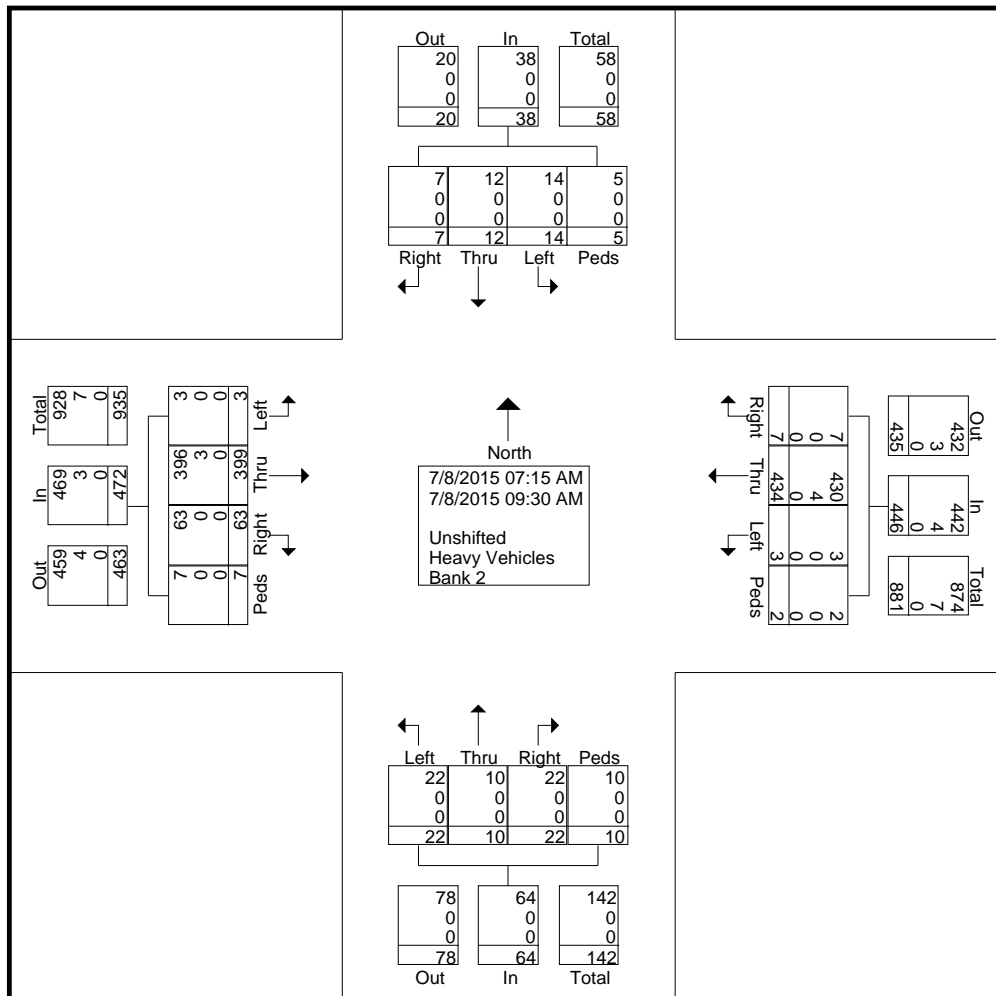 Out In Total
20 38 58
0 0 0
0 0 0
20 38 58
7 12 14 5
0 0 0 0
0 0 0 0
7 12 14 5
Right Thru Left Peds
Total
928 7 0 935
In
469 3 0 472
Out
459 4 0 463
3 0 0 3
Left
396 3 0 399
Thru
63 0 0 63
Right
7 0 0 7
Peds
North
7/8/2015 07:15 AM
7/8/2015 09:30 AM
Unshifted
Heavy Vehicles
Bank 2
Right
7 0 0 7
Thru
430 4 0 434
Left
3 0 0 3
Peds
2 0 0 2
Out
432 3 0 435
In
442 4 0 446
Total
874 7 0 881
Left Thru Right Peds
22 10 22 10
0 0 0 0
0 0 0 0
22 10 22 10
78 64 142
0 0 0
0 0 0
78 64 142
Out In Total